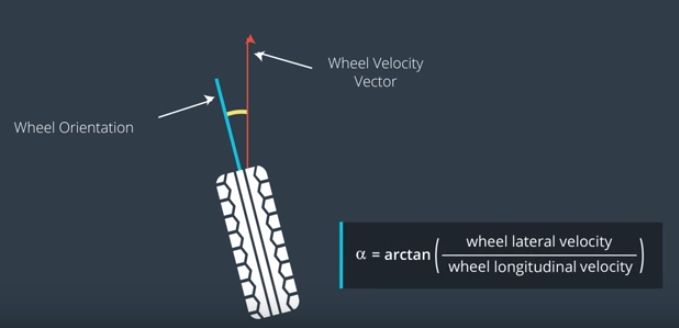 Wheel Velocity
Vector
Wheel Orientation
α = arctan( wheel lateral velocity
wheel longitudinal velocity )